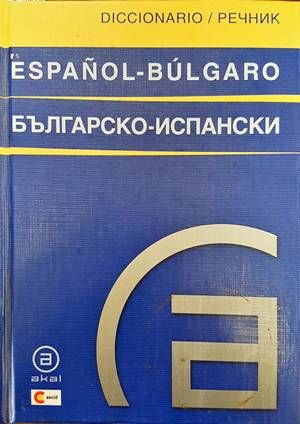 DICCIONARIO / РЕЧНИК
ESPAÑOL-BÚLGARO
БЪЛГАРСКО-ИСПАНСКИ
a
a
akal
aecid